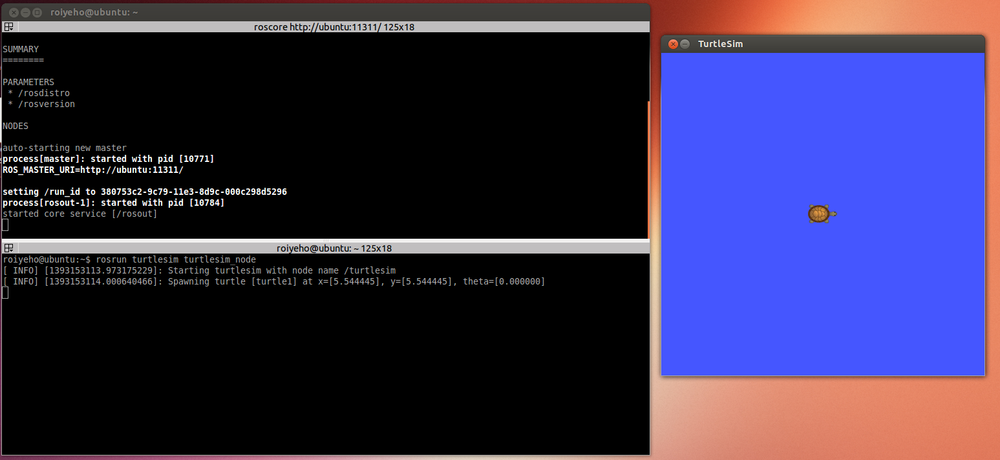 roiyeho@ubuntu: ~
roscore http://ubuntu:11311/ 125x18
SUMMARY
========
PARAMETERS
* /rosdistro
* /rosversion
NODES
auto-starting new master
process[master]: started with pid [10771]
ROS_MASTER_URI=http://ubuntu:11311/
setting /run_id to 380753c2-9c79-11e3-8d9c-000c298d5296
process[rosout-1]: started with pid [10784]
started core service [/rosout]
roiyeho@ubuntu: ~ 125x18
roiyeho@ubuntu:~$ rosrun turtlesim turtlesim_node
[ INFO] [1393153113.973175229]: Starting turtlesim with node name /turtlesim
[ INFO] [1393153114.000640466]: Spawning turtle [turtle1] at x=[5.544445], y=[5.544445], theta=[0.000000]
TurtleSim